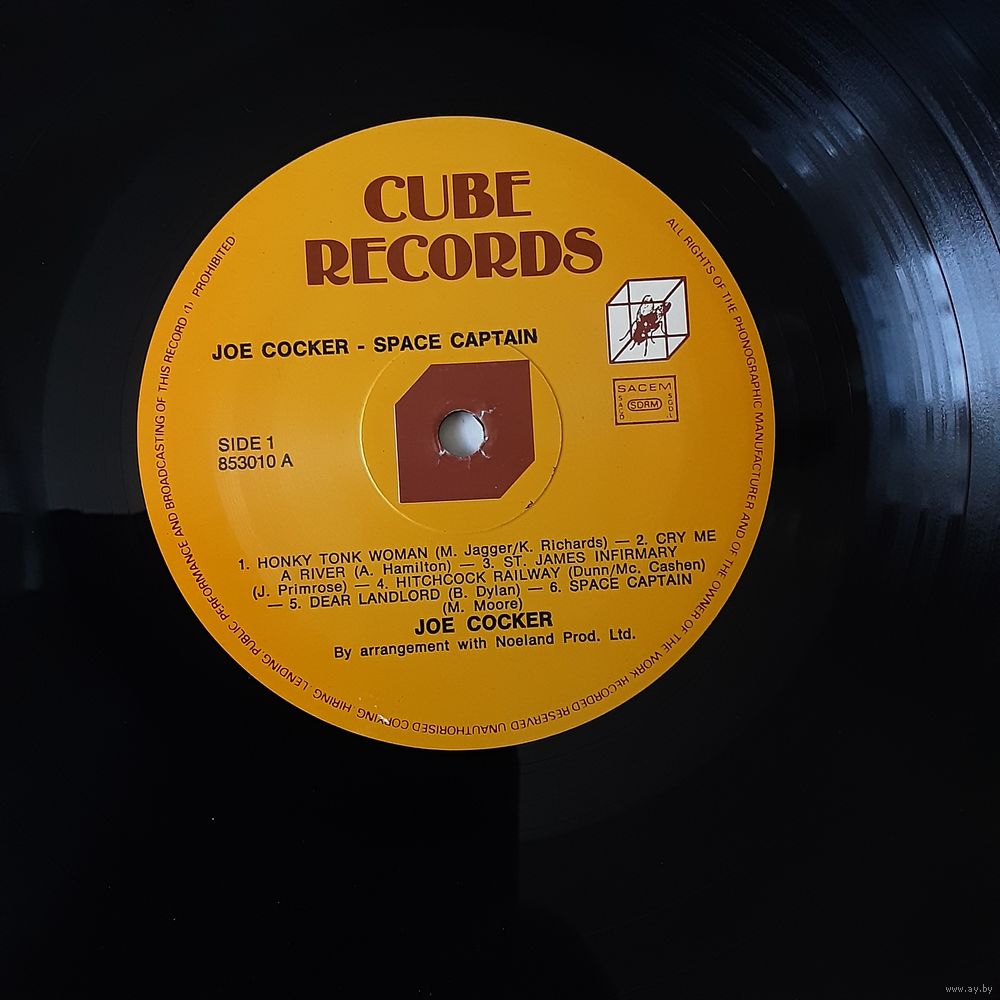 CUBE
RECORDS
JOE COCKER - SPACE CAPTAIN
SACEM
SACD
SDRM
SGDL
SIDE 1
853010 A
1. HONKY TONK WOMAN (M. Jagger/K. Richards) — 2. CRY ME
A RIVER (A. Hamilton) — 3. ST. JAMES INFIRMARY
(J. Primrose) — 4. HITCHCOCK RAILWAY (Dunn/Mc. Cashen)
— 5. DEAR LANDLORD (B. Dylan) — 6. SPACE CAPTAIN
(M. Moore)
JOE COCKER
By arrangement with Noeland Prod. Ltd.
ALL RIGHTS OF THE PHONOGRAPHIC MANUFACTURER AND OF THE OWNER OF THE WORK RECORDED RESERVED UNAUTHORISED COPYING. HIRING. LENDING PUBLIC PERFORMANCE AND BROADCASTING OF THIS RECORD (1) PROHIBITED
www.ay.by